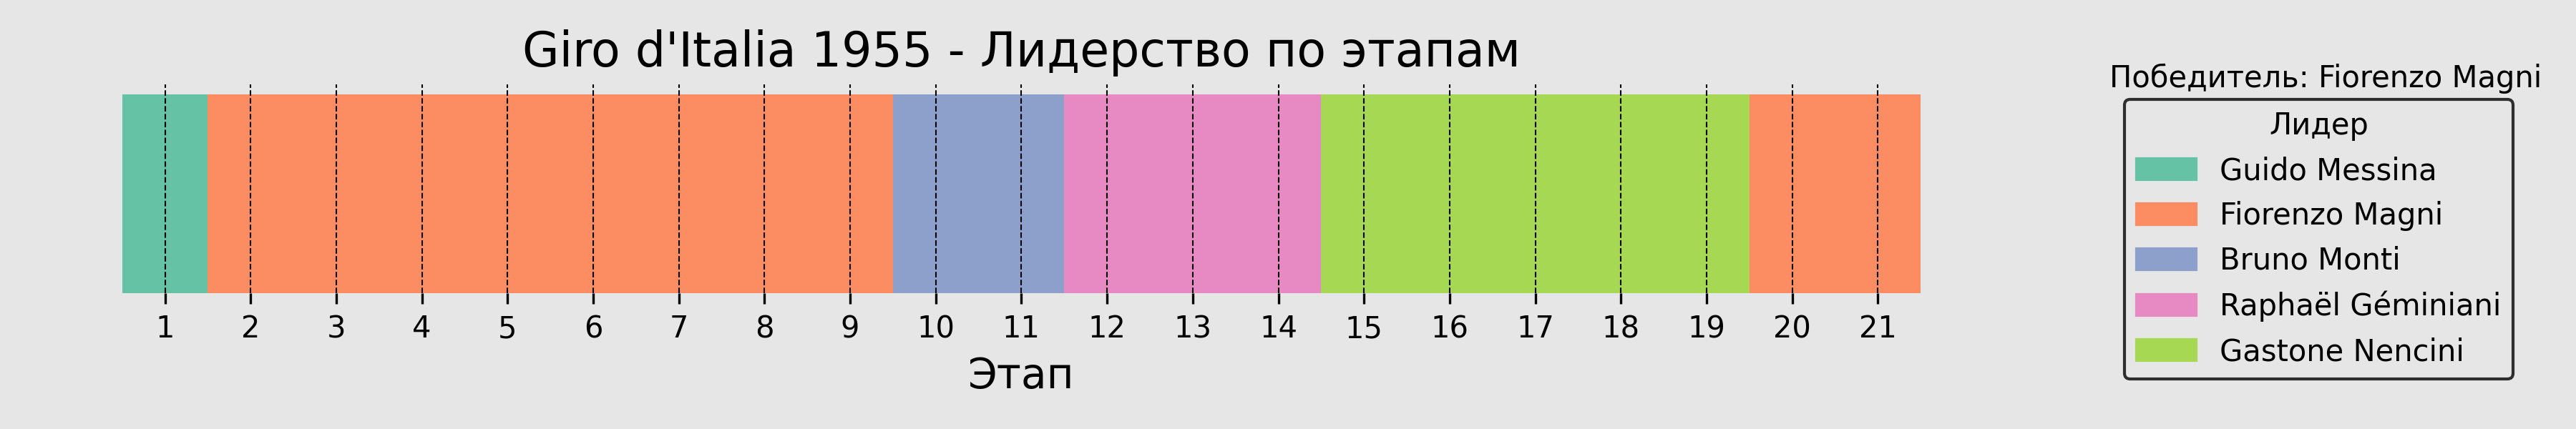 Giro d'Italia 1955 - Лидерство по этапам
1 2 3 4 5 6 7 8 9 10 11 12 13 14 15 16 17 18 19 20 21
Этап
Победитель: Fiorenzo Magni
Лидер
Guido Messina
Fiorenzo Magni
Bruno Monti
Raphaël Géminiani
Gastone Nencini